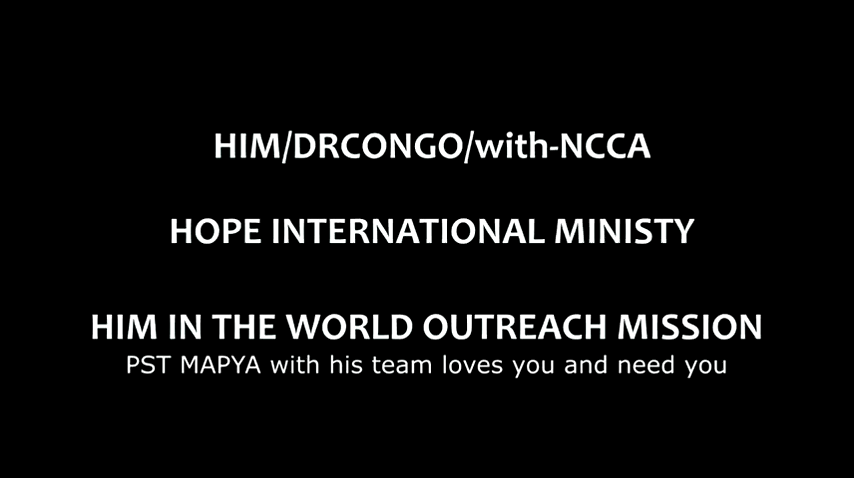 HIM/DRCONGO/with-NCCA
HOPE INTERNATIONAL MINISTY
HIM IN THE WORLD OUTREACH MISSION
PST MAPYA with his team loves you and need you